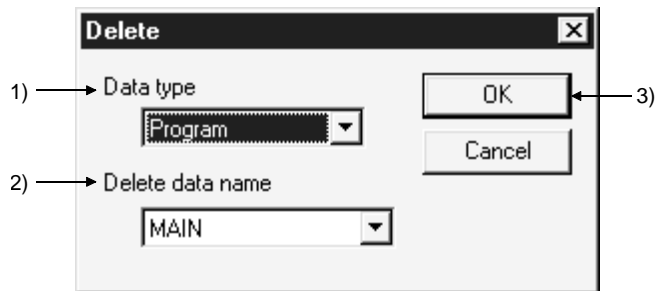 Delete
1) Data type
OK 3)
Program
Cancel
2) Delete data name
MAIN